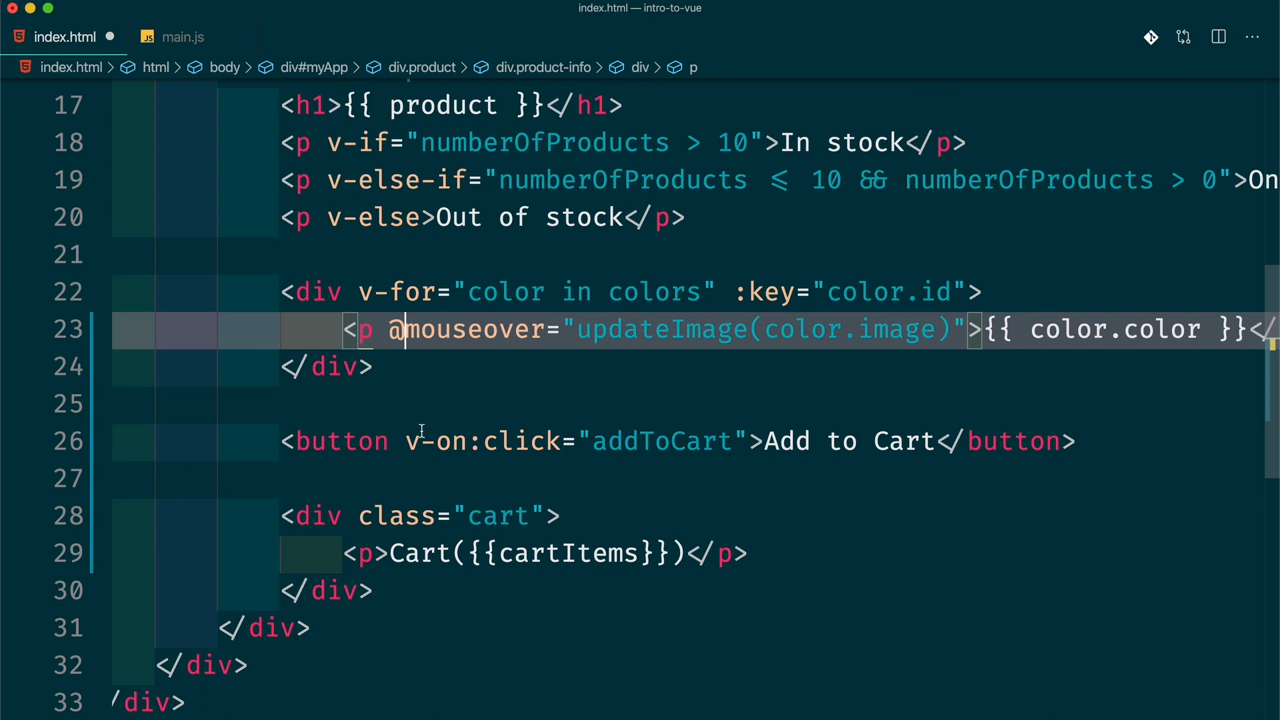 index.html — intro-to-vue
index.html
JS main.js
index.html > html > body > div#myApp > div.product > div.product-info > div > p
17 <h1>{{ product }}</h1>
18 <p v-if="numberOfProducts > 10">In stock</p>
19 <p v-else-if="numberOfProducts <= 10 && numberOfProducts > 0">On
20 <p v-else>Out of stock</p>
21
22 <div v-for="color in colors" :key="color.id">
23 <p @mouseover="updateImage(color.image)">{{ color.color }}</
24 </div>
25
26 <button v-on:click="addToCart">Add to Cart</button>
27
28 <div class="cart">
29 <p>Cart({{cartItems}})</p>
30 </div>
31 </div>
32 </div>
33 /div>